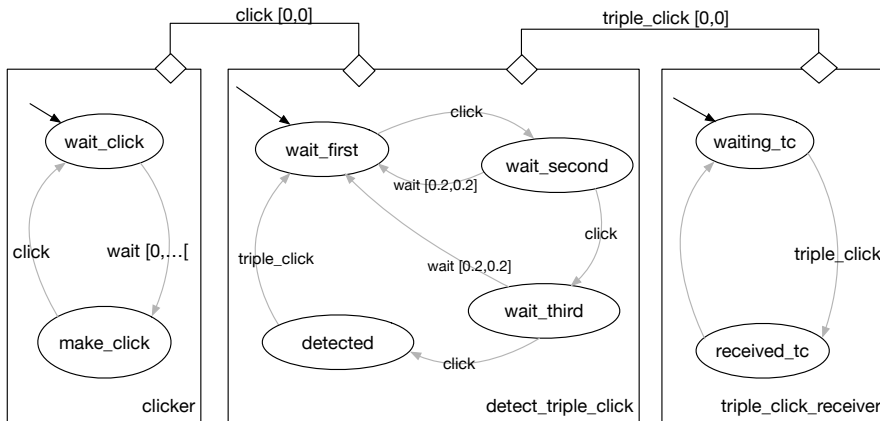 click [0,0]
triple_click [0,0]
wait_click
click
wait [0,...[
make_click
clicker
wait_first
click
wait_second
wait [0.2,0.2]
click
triple_click
wait [0.2,0.2]
wait_third
detected
click
detect_triple_click
waiting_tc
triple_click
received_tc
triple_click_receiver